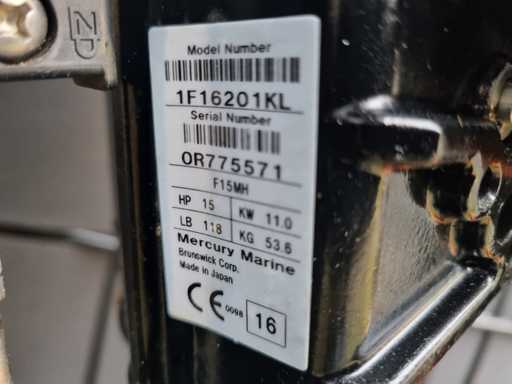 Model Number
1F16201KL
Serial Number
0R775571
F15MH
HP 15 KW 11.0
LB 118 KG 53.6
Mercury Marine
Brunswick Corp.
Made in Japan
CE 0098 16